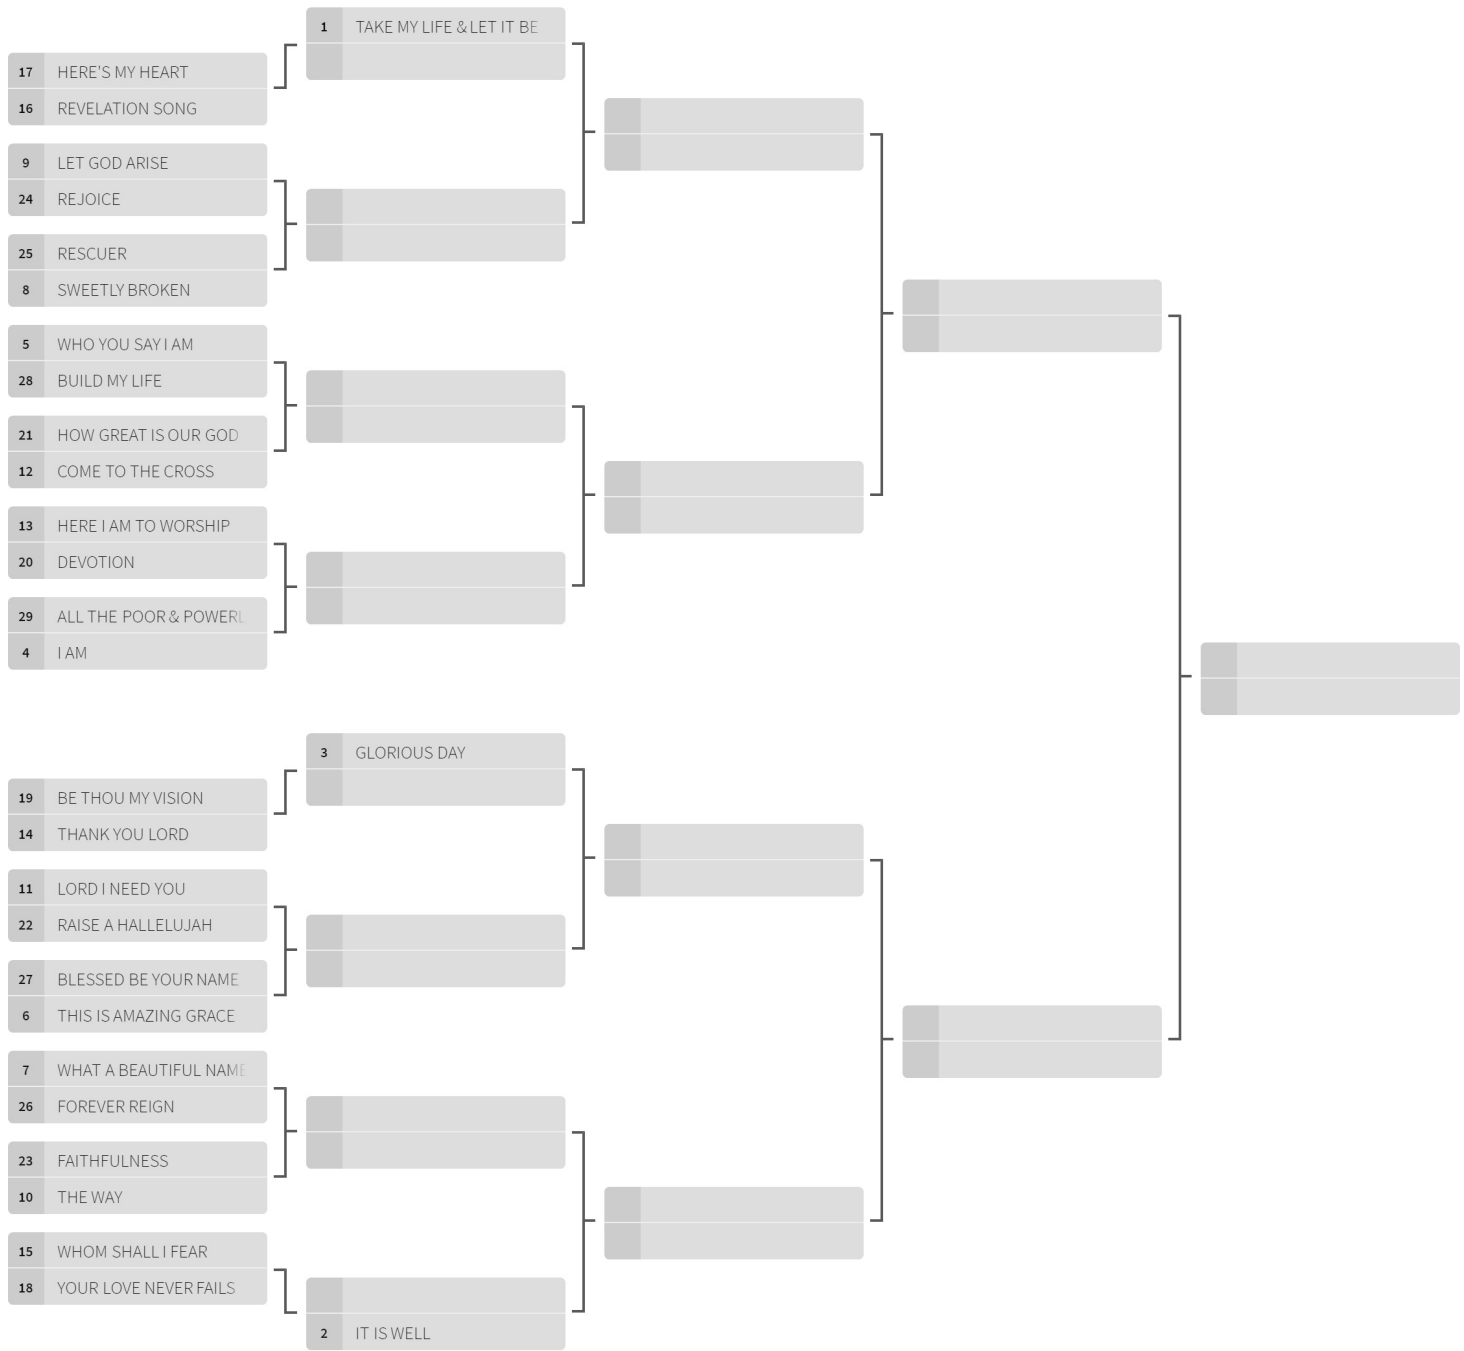 1 TAKE MY LIFE & LET IT BE
17 HERE'S MY HEART
16 REVELATION SONG
9 LET GOD ARISE
24 REJOICE
25 RESCUER
8 SWEETLY BROKEN
5 WHO YOU SAY I AM
28 BUILD MY LIFE
21 HOW GREAT IS OUR GOD
12 COME TO THE CROSS
13 HERE I AM TO WORSHIP
20 DEVOTION
29 ALL THE POOR & POWERL
4 I AM
3 GLORIOUS DAY
19 BE THOU MY VISION
14 THANK YOU LORD
11 LORD I NEED YOU
22 RAISE A HALLELUJAH
27 BLESSED BE YOUR NAME
6 THIS IS AMAZING GRACE
7 WHAT A BEAUTIFUL NAME
26 FOREVER REIGN
23 FAITHFULNESS
10 THE WAY
15 WHOM SHALL I FEAR
18 YOUR LOVE NEVER FAILS
2 IT IS WELL